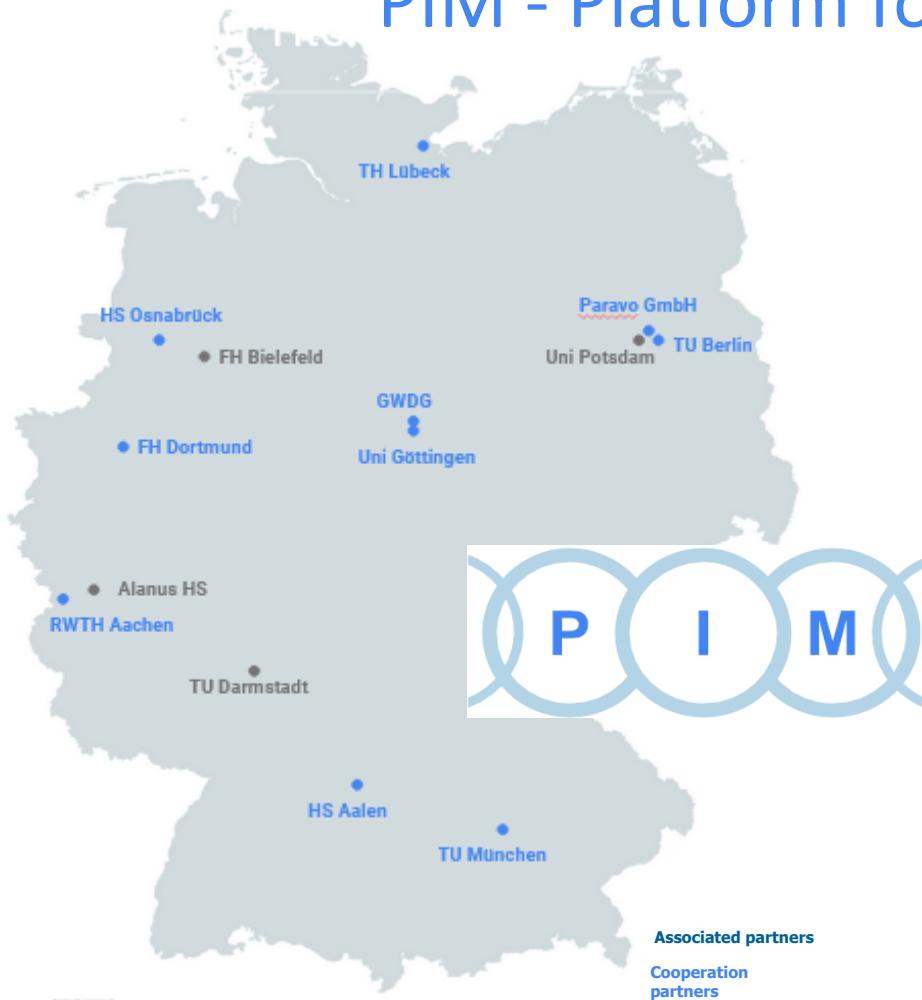 PIM - Platform fo
TH Lübeck
HS Osnabrück
FH Bielefeld
Paravo GmbH
TU Berlin
Uni Potsdam
GWDG
FH Dortmund
Uni Göttingen
Alanus HS
RWTH Aachen
P I M
TU Darmstadt
HS Aalen
TU München
Associated partners
Cooperation
partners